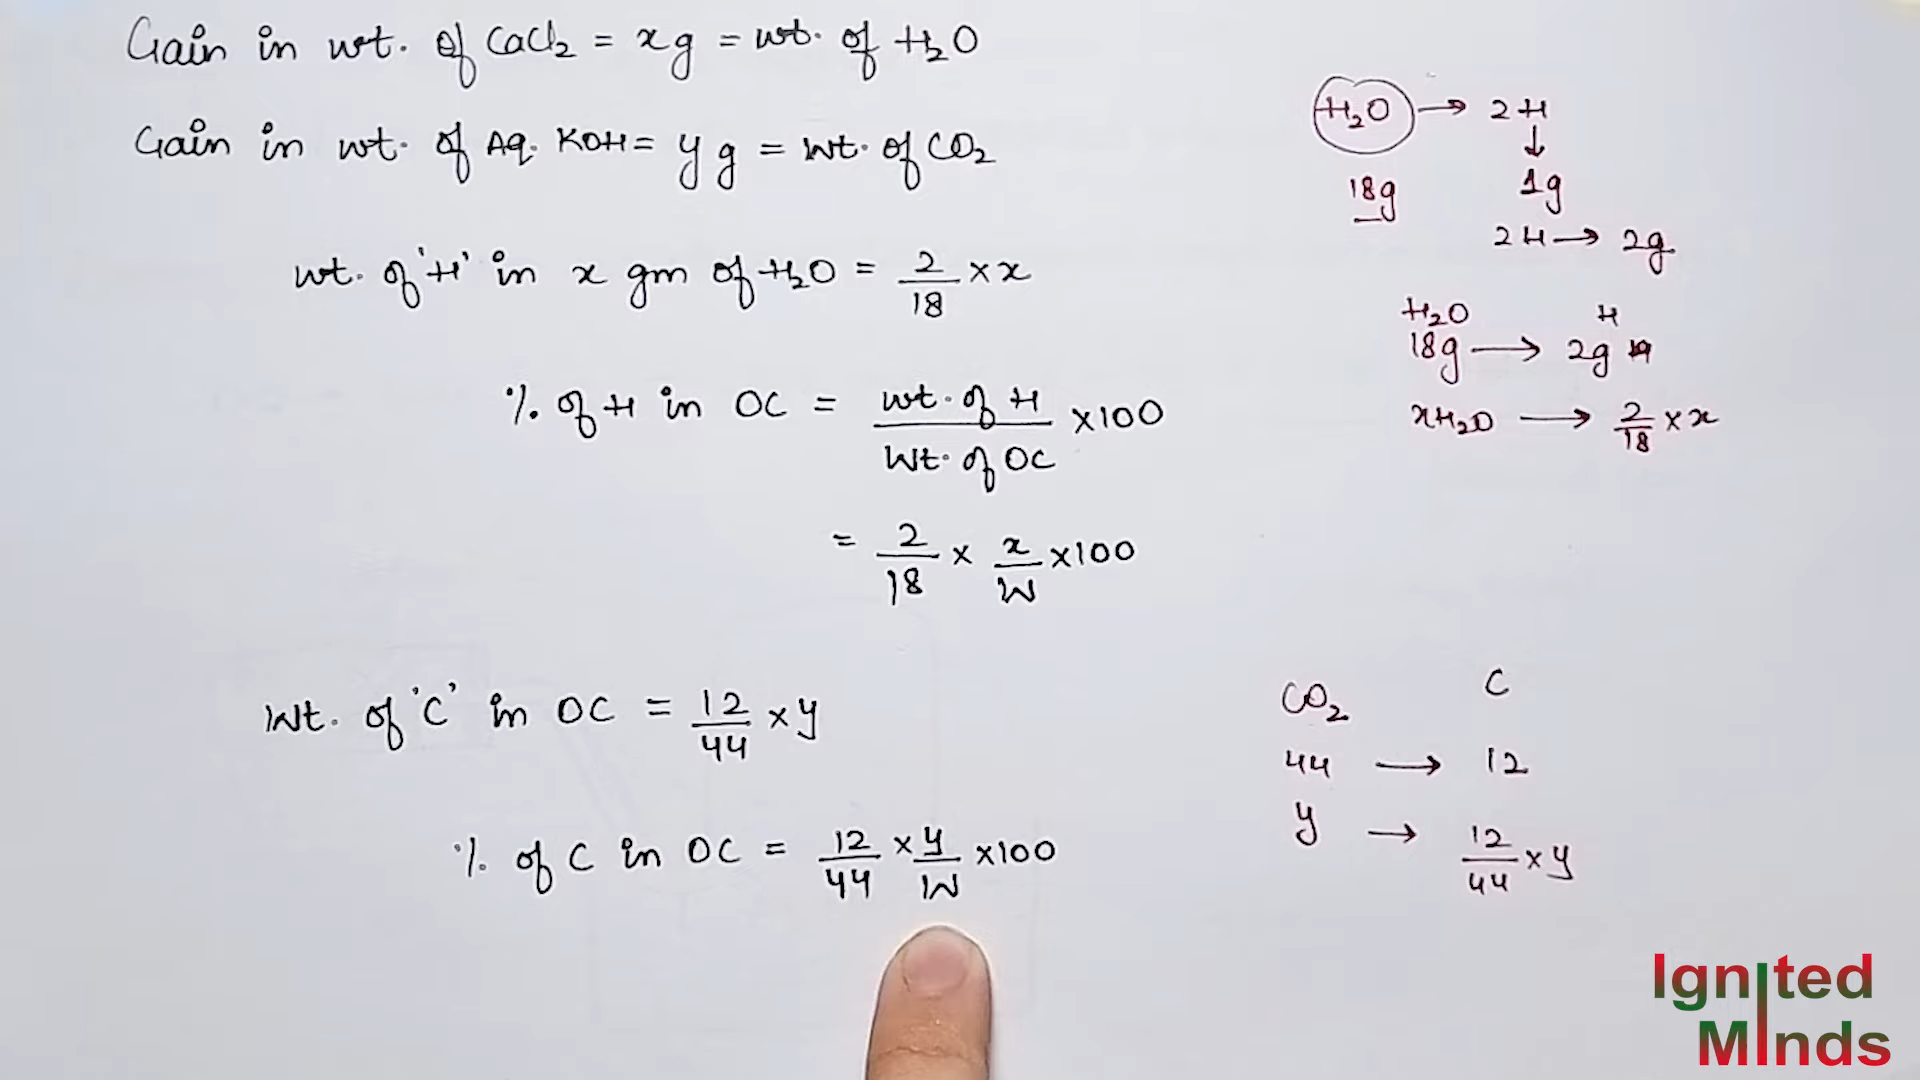 Gain in wt. of CaCl2 = x g = wt. of H2O
Gain in wt. of Aq. KOH = y g = wt. of CO2
wt. of 'H' in x gm of H2O = 2/18 × x
% of H in OC = wt. of H / Wt. of OC × 100
= 2/18 × x/W × 100
Wt. of 'C' in OC = 12/44 × y
% of C in OC = 12/44 × y/W × 100
H2O → 2H
↓
18g 1g
2H → 2g
H2O H
18g → 2g
xH2O → 2/18 × x
CO2 C
44 → 12
y → 12/44 × y
Ignited
Minds